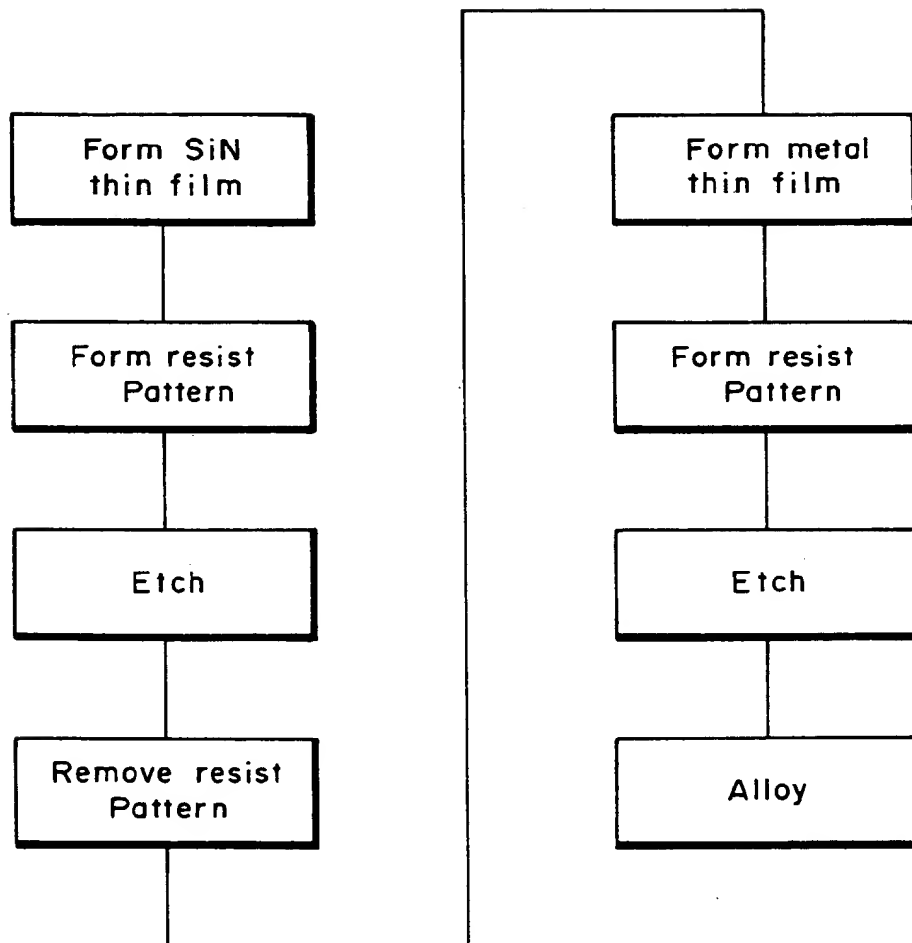 Form SiN
thin film
Form resist
Pattern
Etch
Remove resist
Pattern
Form metal
thin film
Form resist
Pattern
Etch
Alloy